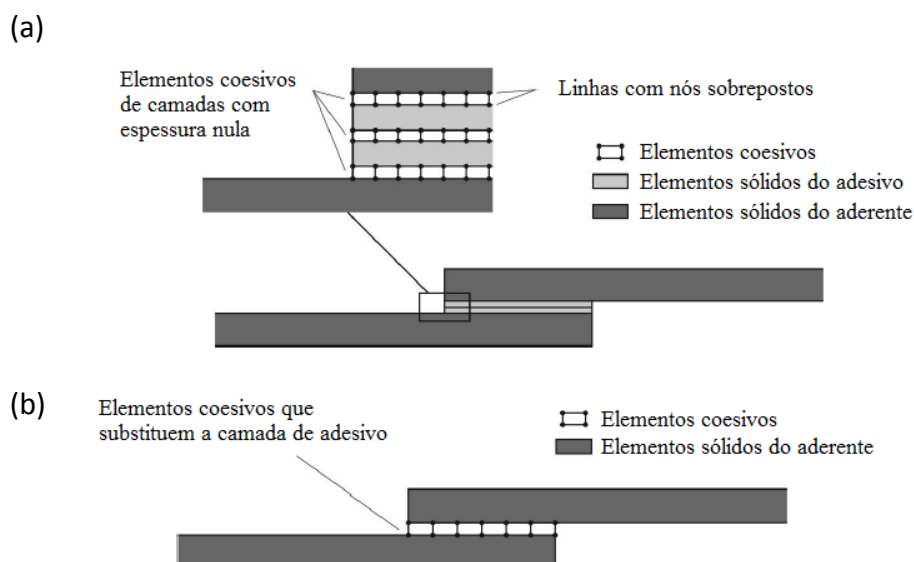 (a)
Elementos coesivos
de camadas com
espessura nula
Linhas com nós sobrepostos
Elementos coesivos
Elementos sólidos do adesivo
Elementos sólidos do aderente
(b)
Elementos coesivos que
substituem a camada de adesivo
Elementos coesivos
Elementos sólidos do aderente